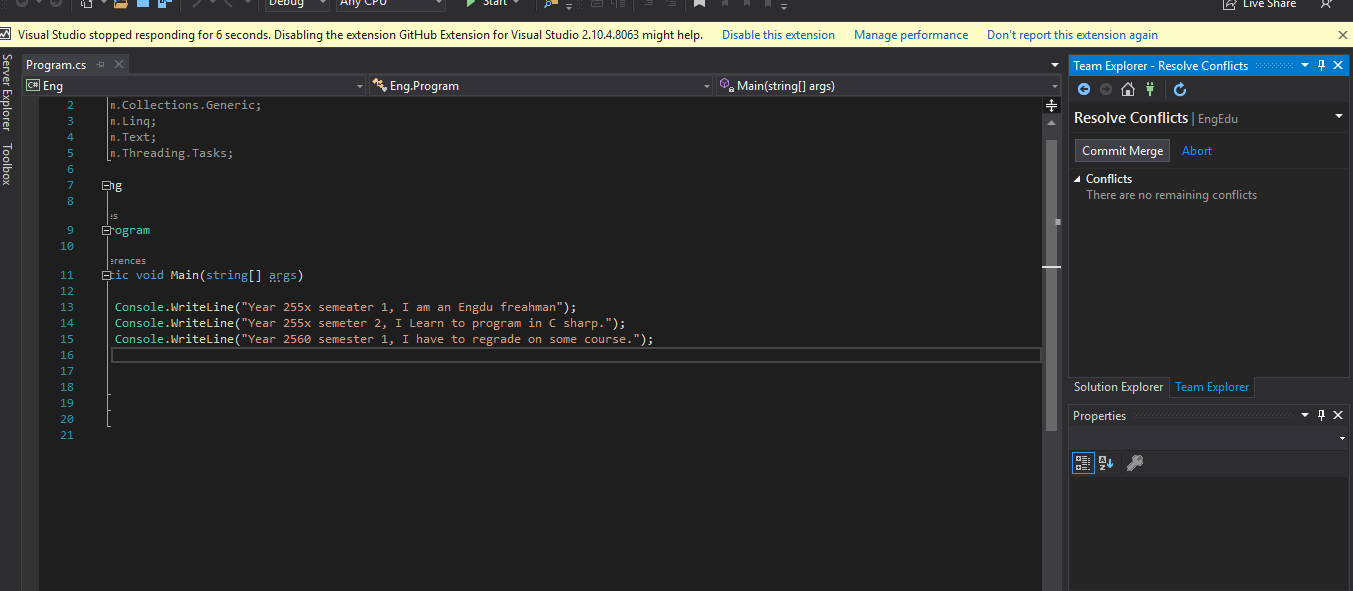 Debug Any CPU Start Live Share
Visual Studio stopped responding for 6 seconds. Disabling the extension GitHub Extension for Visual Studio 2.10.4.8063 might help. Disable this extension Manage performance Don't report this extension again
Server Explorer
Toolbox
Program.cs
C# Eng Eng.Program Main(string[] args)
2 n.Collections.Generic;
3 n.Linq;
4 n.Text;
5 n.Threading.Tasks;
6
7 ng
8
es
9 rogram
10
erences
11 tic void Main(string[] args)
12
13 Console.WriteLine("Year 255x semeater 1, I am an Engdu freahman");
14 Console.WriteLine("Year 255x semeter 2, I Learn to program in C sharp.");
15 Console.WriteLine("Year 2560 semester 1, I have to regrade on some course.");
16
17
18
19
20
21
Team Explorer - Resolve Conflicts
Resolve Conflicts | EngEdu
Commit Merge Abort
Conflicts
There are no remaining conflicts
Solution Explorer Team Explorer
Properties